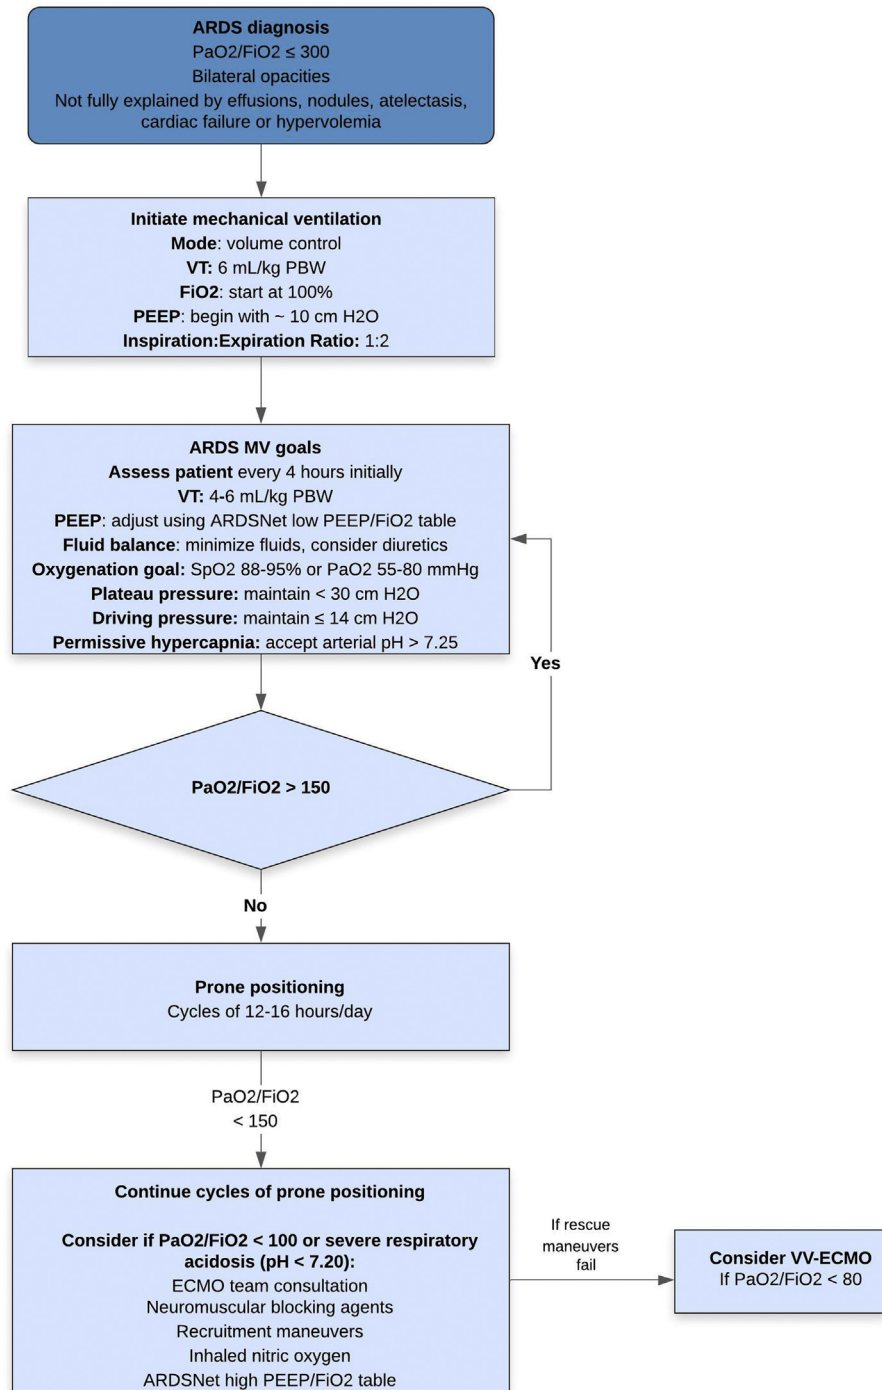 ARDS diagnosis
PaO2/FiO2 ≤ 300
Bilateral opacities
Not fully explained by effusions, nodules, atelectasis,
cardiac failure or hypervolemia
Initiate mechanical ventilation
Mode: volume control
VT: 6 mL/kg PBW
FiO2: start at 100%
PEEP: begin with ~ 10 cm H2O
Inspiration:Expiration Ratio: 1:2
ARDS MV goals
Assess patient every 4 hours initially
VT: 4-6 mL/kg PBW
PEEP: adjust using ARDSNet low PEEP/FiO2 table
Fluid balance: minimize fluids, consider diuretics
Oxygenation goal: SpO2 88-95% or PaO2 55-80 mmHg
Plateau pressure: maintain < 30 cm H2O
Driving pressure: maintain ≤ 14 cm H2O
Permissive hypercapnia: accept arterial pH > 7.25
Yes
PaO2/FiO2 > 150
No
Prone positioning
Cycles of 12-16 hours/day
PaO2/FiO2
< 150
Continue cycles of prone positioning
Consider if PaO2/FiO2 < 100 or severe respiratory
acidosis (pH < 7.20):
ECMO team consultation
Neuromuscular blocking agents
Recruitment maneuvers
Inhaled nitric oxygen
ARDSNet high PEEP/FiO2 table
If rescue
maneuvers
fail
Consider VV-ECMO
If PaO2/FiO2 < 80